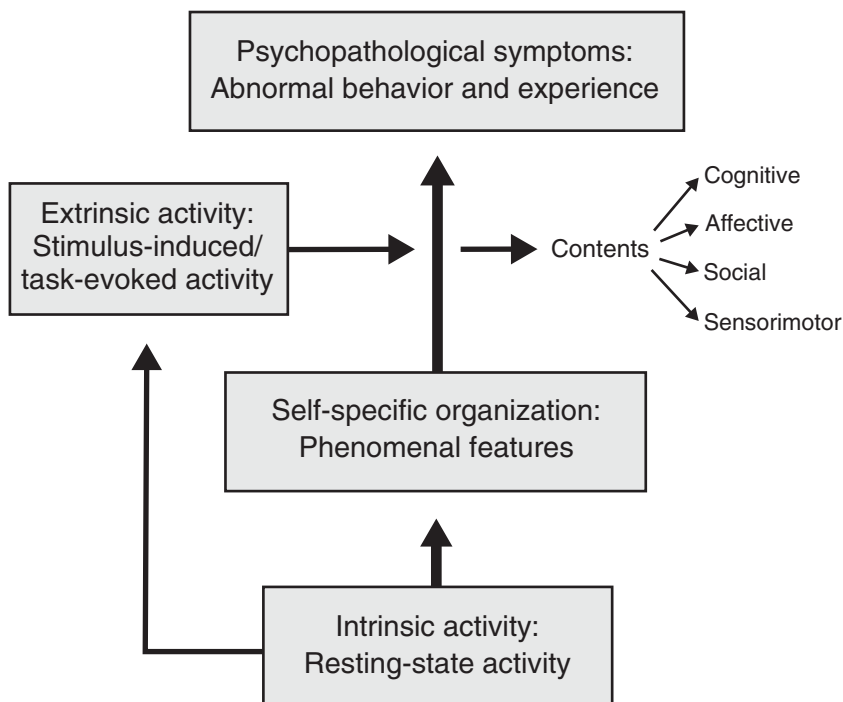 Psychopathological symptoms:
Abnormal behavior and experience
Extrinsic activity:
Stimulus-induced/
task-evoked activity
Contents
Cognitive
Affective
Social
Sensorimotor
Self-specific organization:
Phenomenal features
Intrinsic activity:
Resting-state activity